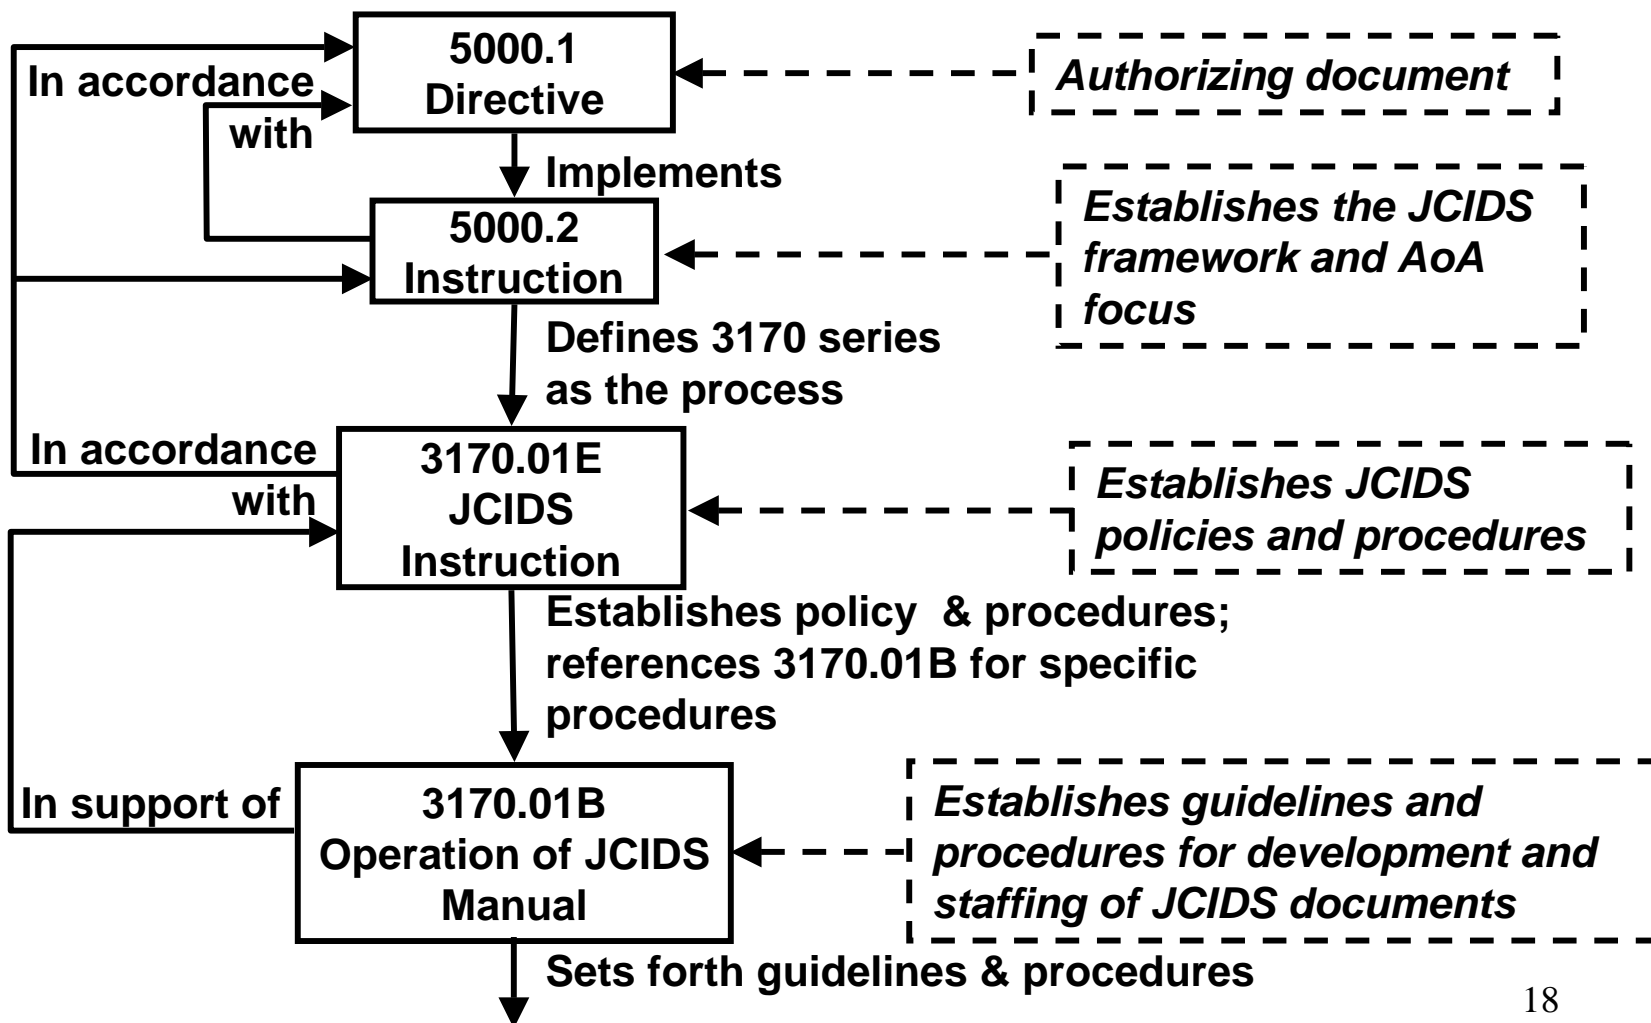 5000.1
Directive
In accordance
with
Authorizing document
Implements
5000.2
Instruction
Establishes the JCIDS
framework and AoA
focus
Defines 3170 series
as the process
In accordance
with
3170.01E
JCIDS
Instruction
Establishes JCIDS
policies and procedures
Establishes policy & procedures;
references 3170.01B for specific
procedures
In support of
3170.01B
Operation of JCIDS
Manual
Establishes guidelines and
procedures for development and
staffing of JCIDS documents
Sets forth guidelines & procedures
18